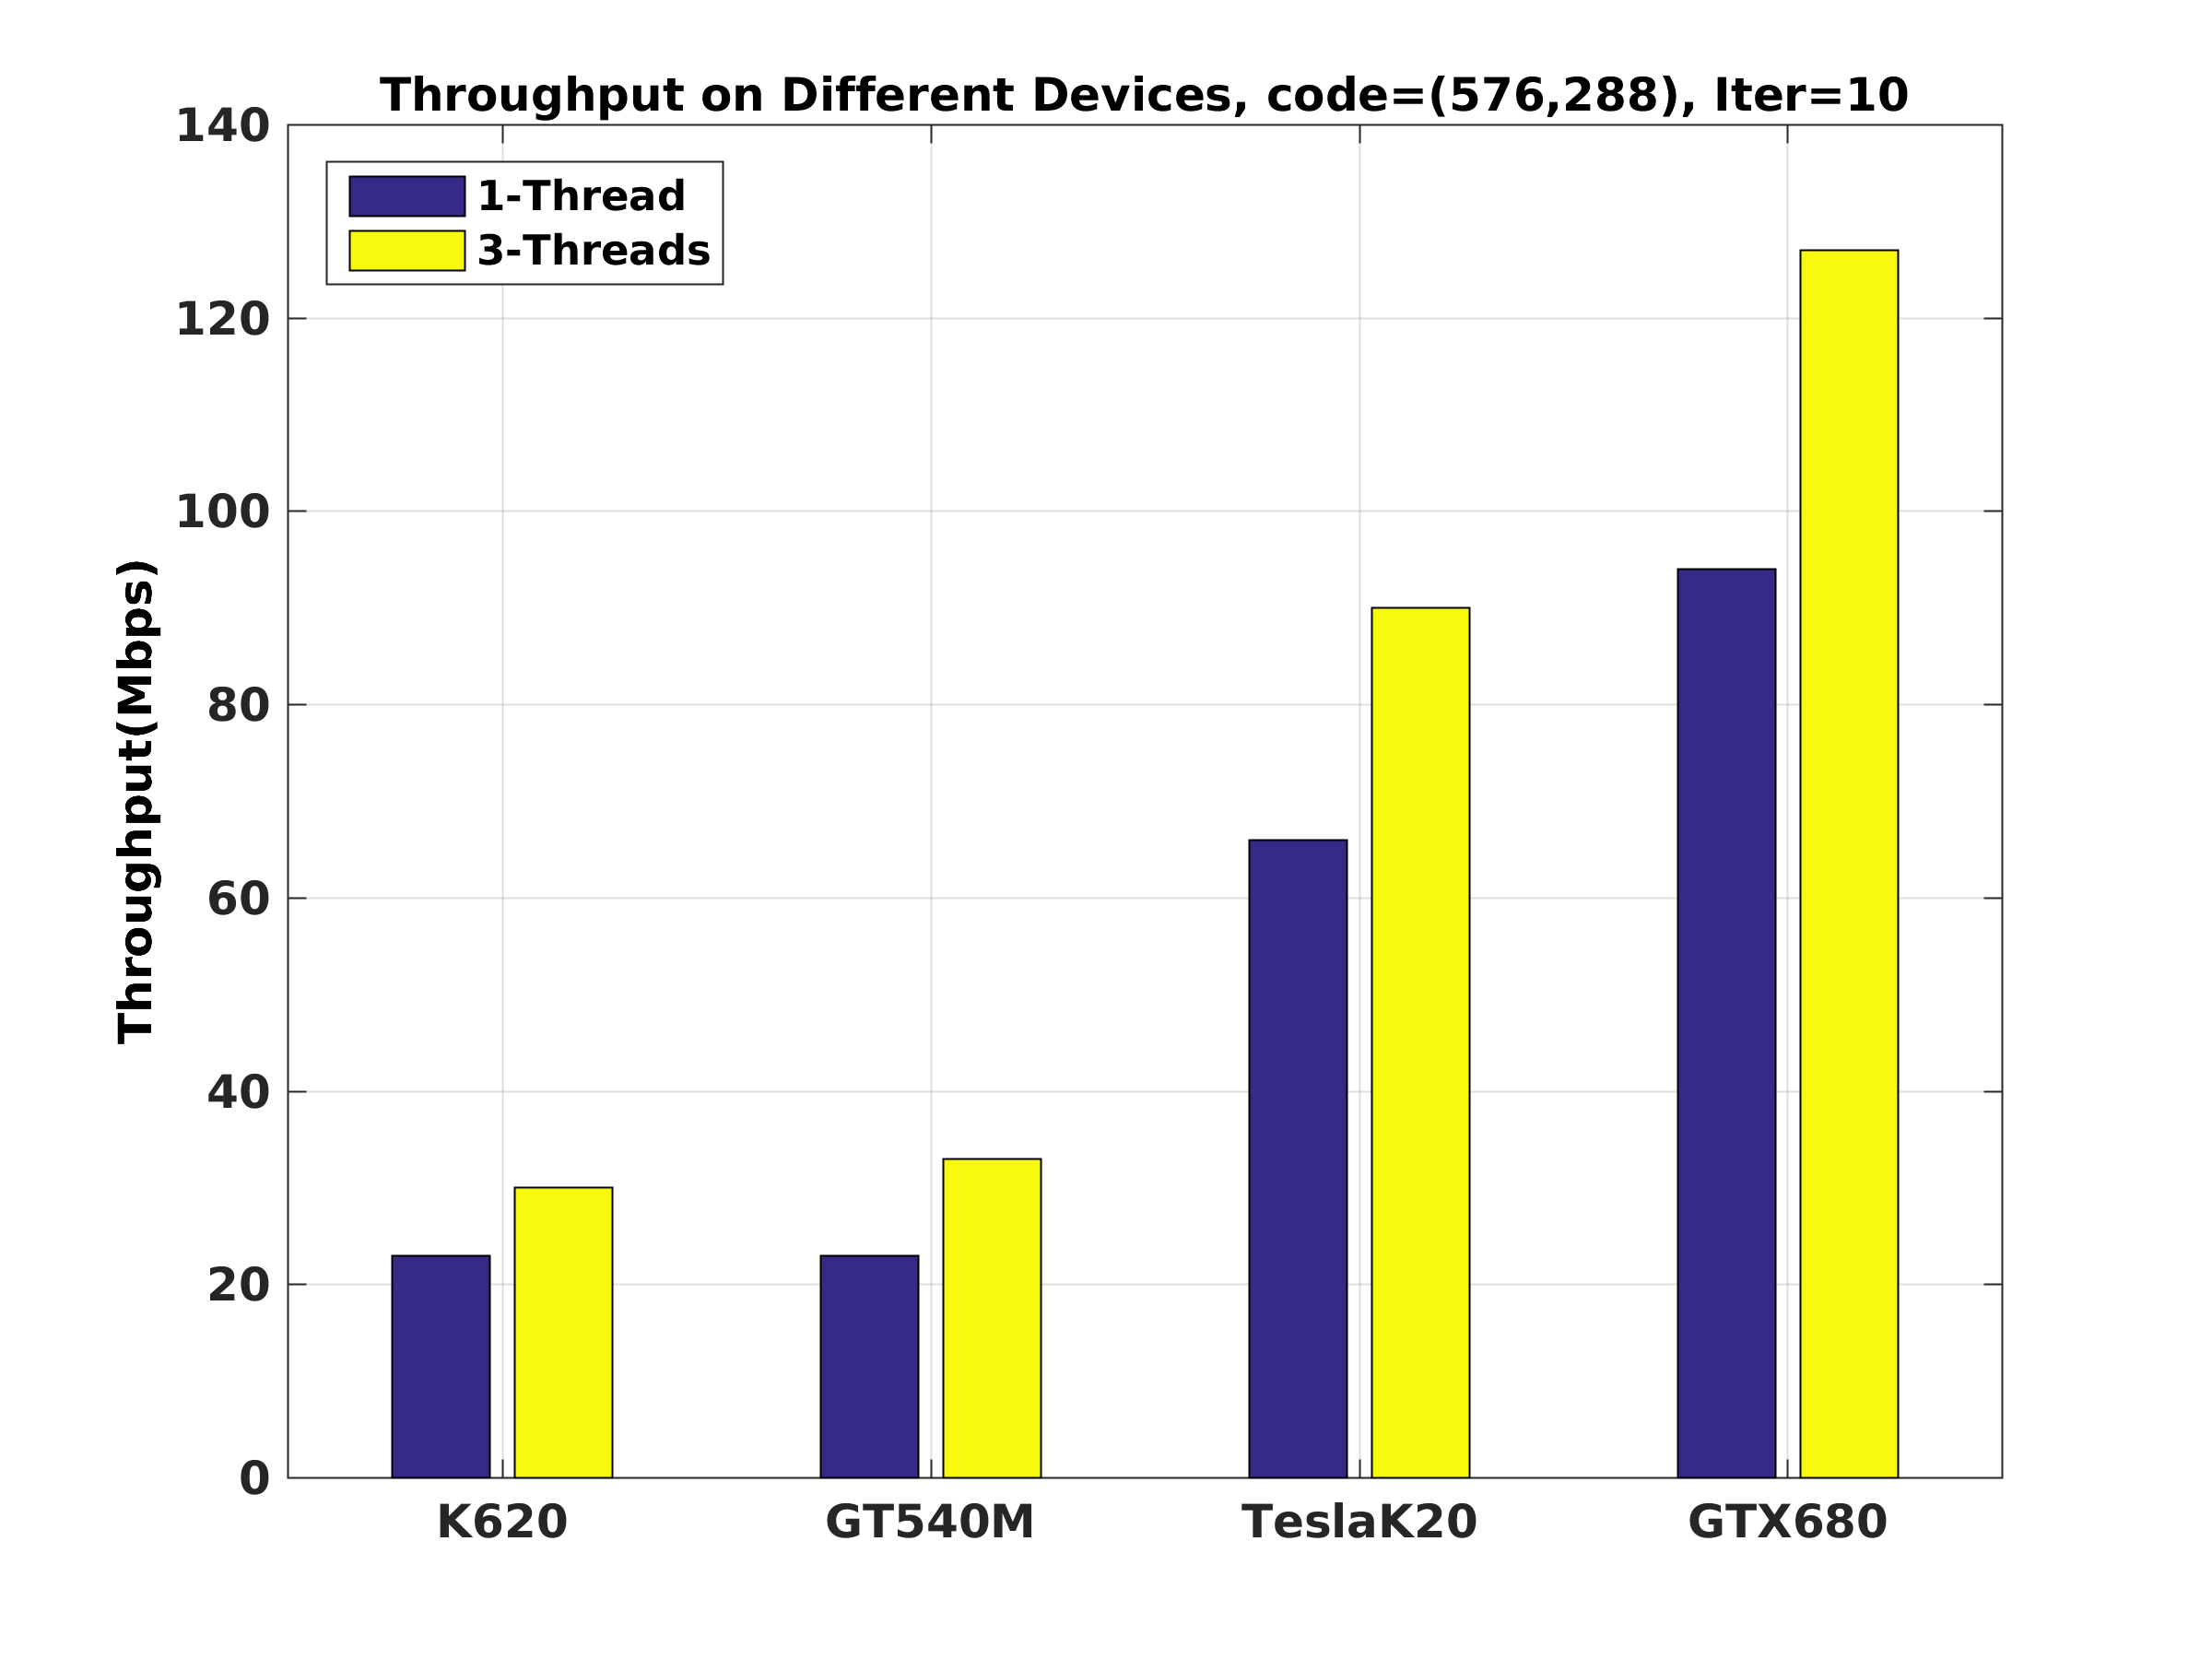 Throughput on Different Devices, code=(576,288), Iter=10
140
1-Thread
3-Threads
120
100
80
60
40
20
0
Throughput(Mbps)
K620 GT540M TeslaK20 GTX680